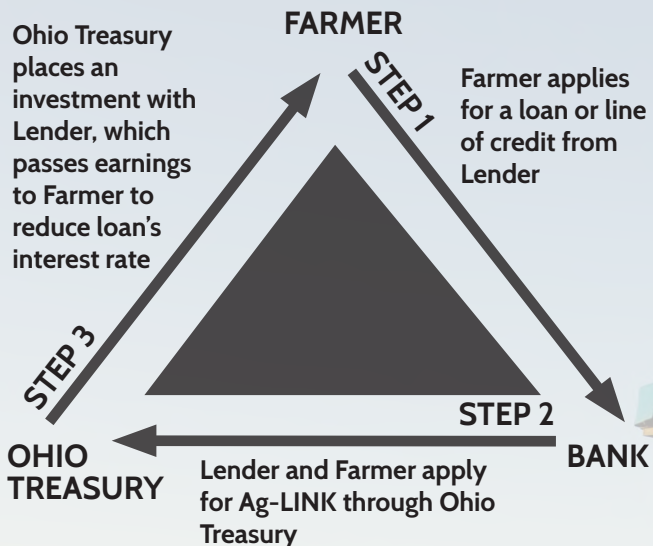 FARMER
Ohio Treasury
places an
investment with
Lender, which
passes earnings
to Farmer to
reduce loan's
interest rate
STEP 1
Farmer applies
for a loan or line
of credit from
Lender
STEP 3
STEP 2
OHIO
TREASURY
BANK
Lender and Farmer apply
for Ag-LINK through Ohio
Treasury